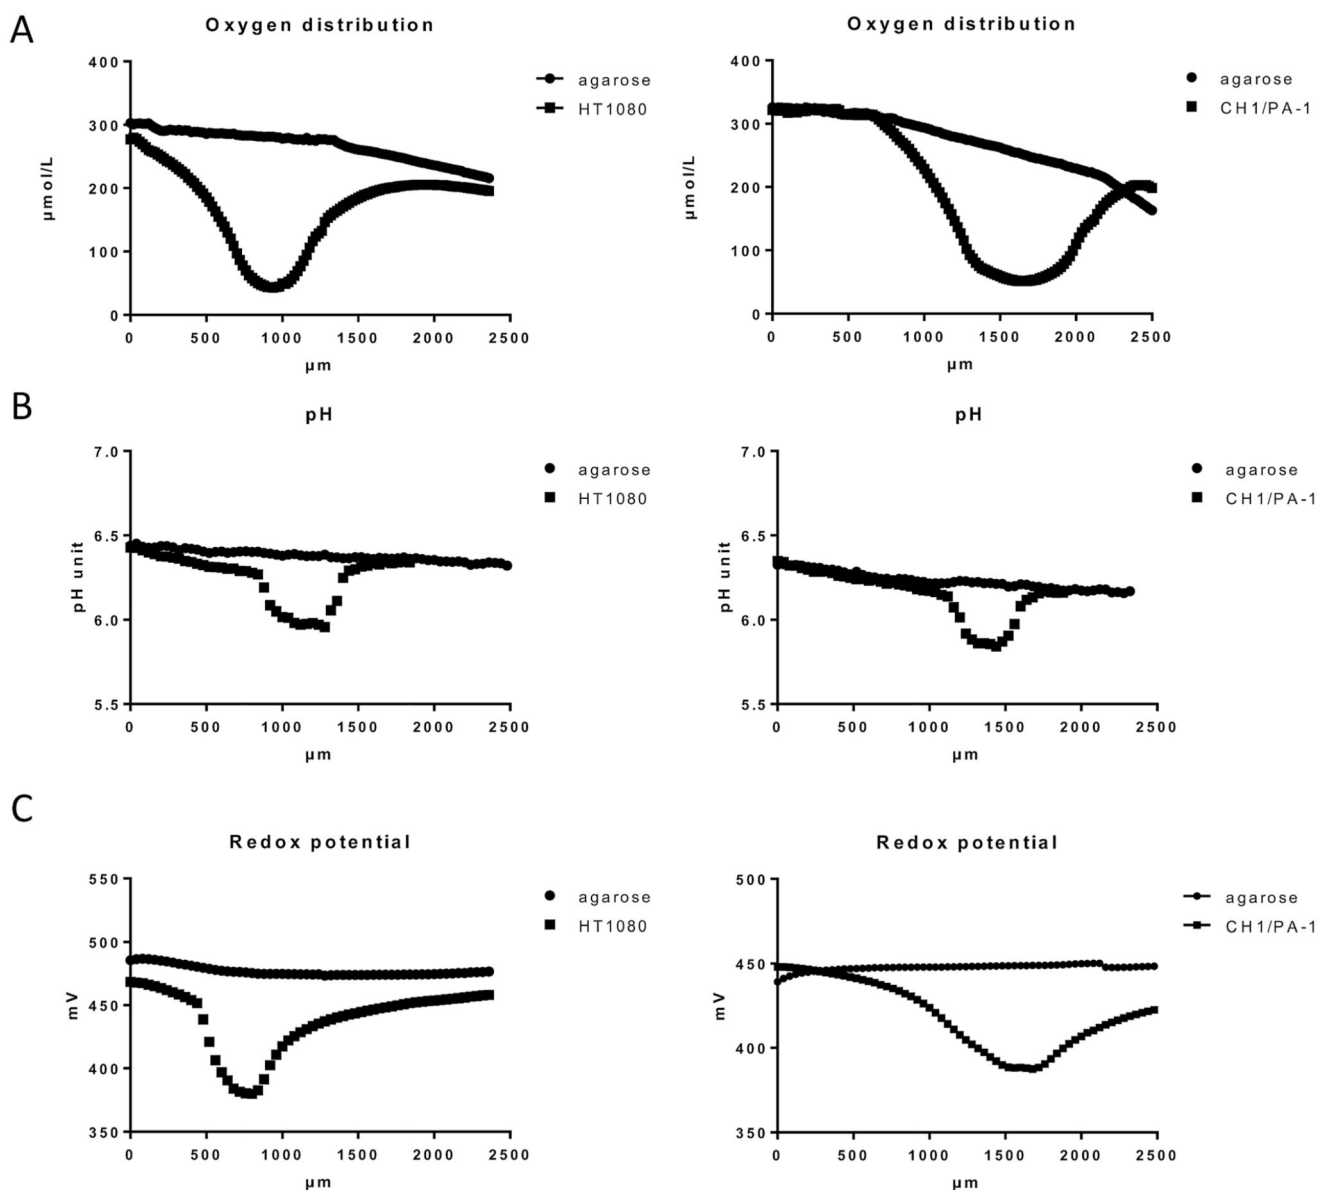 A
Oxygen distribution
400
300
200
100
0
µmol/L
0 500 1000 1500 2000 2500
µm
agarose
HT1080
Oxygen distribution
400
300
200
100
0
µmol/L
0 500 1000 1500 2000 2500
µm
agarose
CH1/PA-1
B
pH
7.0
6.5
6.0
5.5
pH unit
0 500 1000 1500 2000 2500
µm
agarose
HT1080
pH
7.0
6.5
6.0
5.5
pH unit
0 500 1000 1500 2000 2500
µm
agarose
CH1/PA-1
C
Redox potential
550
500
450
400
350
mV
0 500 1000 1500 2000 2500
µm
agarose
HT1080
Redox potential
500
450
400
350
mV
0 500 1000 1500 2000 2500
µm
agarose
CH1/PA-1